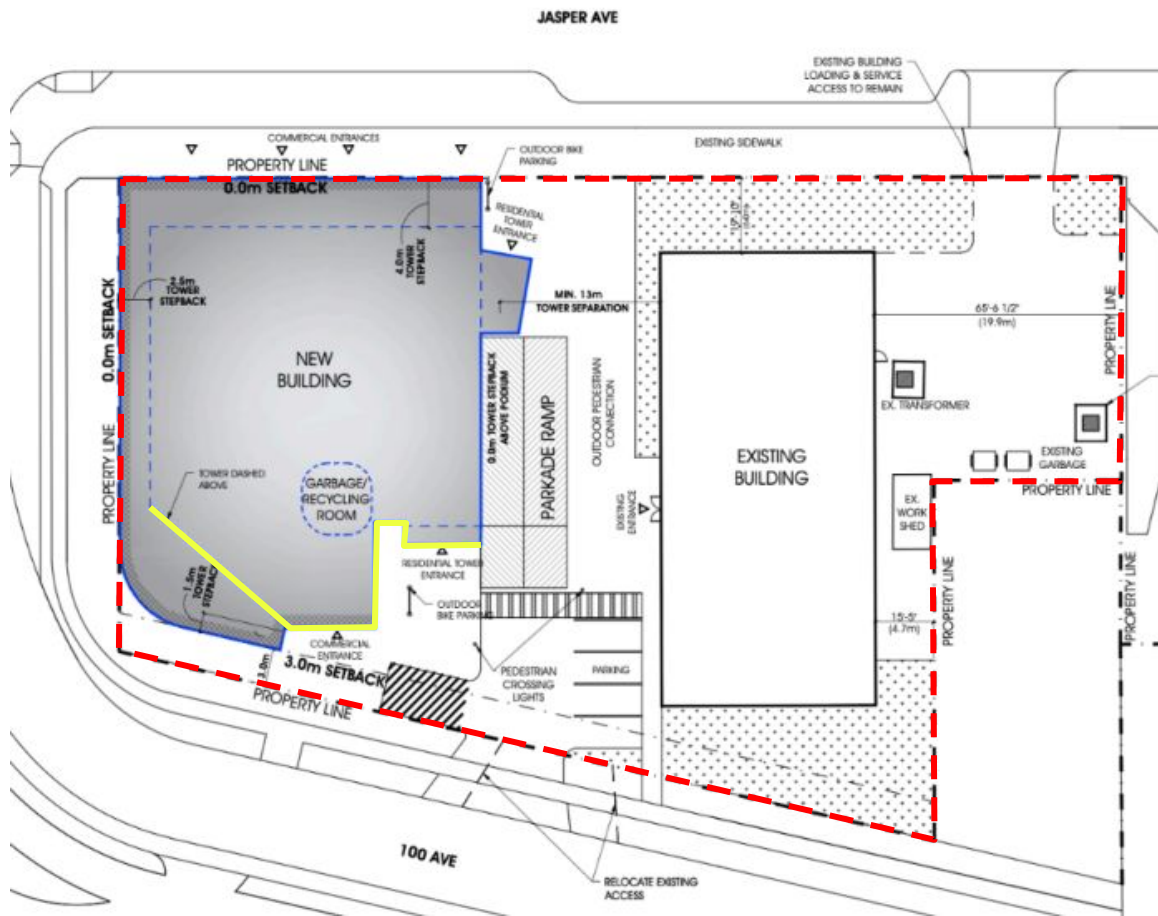 JASPER AVE
EXISTING BUILDING
LOADING & SERVICE
ACCESS TO REMAIN
COMMERCIAL ENTRANCES
OUTDOOR BIKE
PARKING
EXISTING SIDEWALK
PROPERTY LINE
0.0m SETBACK
RESIDENTIAL
TOWER
ENTRANCE
4.0m
TOWER
STEPBACK
2.5m
TOWER
STEPBACK
0.0m SETBACK
PROPERTY LINE
MIN. 13m
TOWER SEPARATION
65'-6 1/2"
(19.9m)
PROPERTY LINE
NEW
BUILDING
0.0m TOWER STEPBACK
ABOVE PODIUM
PARKADE RAMP
OUTDOOR PEDESTRIAN
CONNECTION
EX. TRANSFORMER
EXISTING
BUILDING
EXISTING
GARBAGE
PROPERTY LINE
TOWER DASHED
ABOVE
GARBAGE/
RECYCLING
ROOM
EXISTING
ENTRANCE
EX.
WORK
SHED
RESIDENTIAL TOWER
ENTRANCE
1.5m
TOWER
STEPBACK
OUTDOOR
BIKE PARKING
PROPERTY LINE
PROPERTY LINE
15'-5"
(4.7m)
COMMERCIAL
ENTRANCE
3.0m
3.0m SETBACK
PEDESTRIAN
CROSSING
LIGHTS
PARKING
PROPERTY LINE
100 AVE
RELOCATE EXISTING
ACCESS